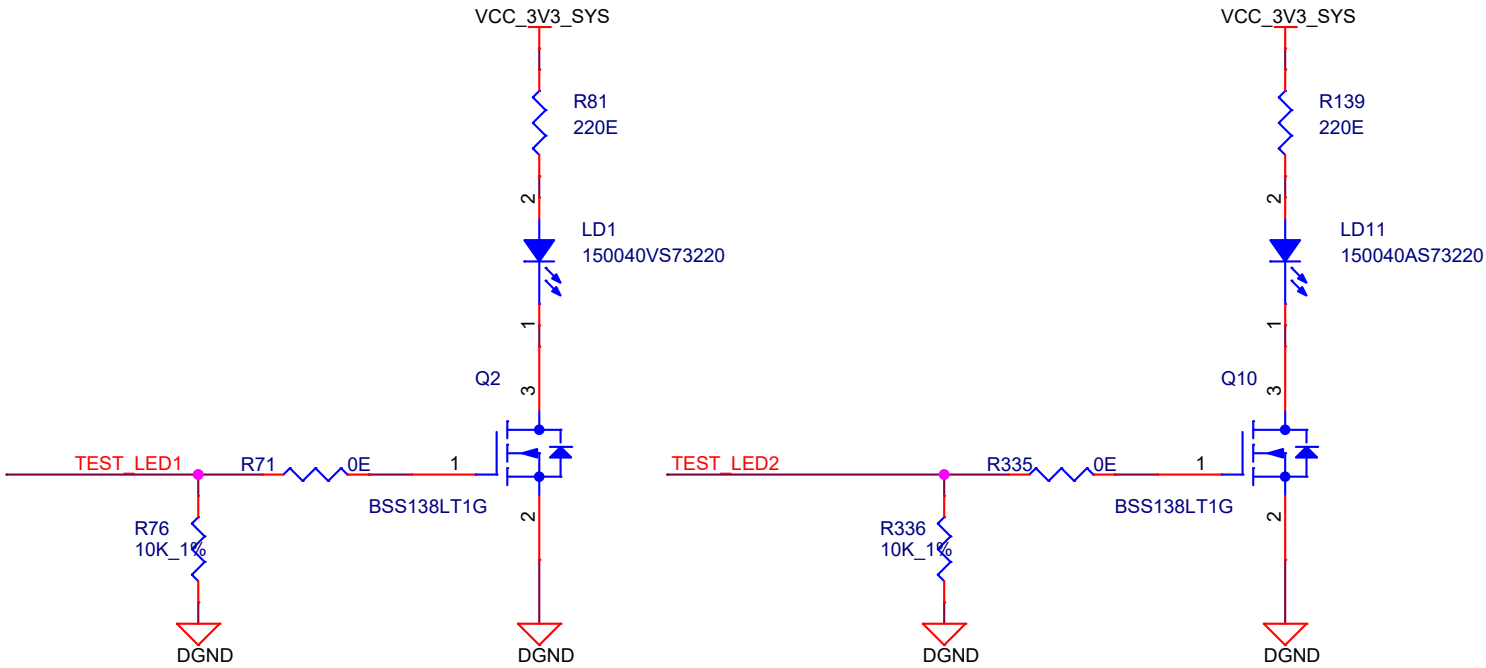 VCC_3V3_SYS
R81
220E
2
LD1
150040VS73220
1
Q2
3
TEST_LED1
R71
0E
1
BSS138LT1G
2
R76
10K_1%
DGND
DGND
VCC_3V3_SYS
R139
220E
2
LD11
150040AS73220
1
Q10
3
TEST_LED2
R335
0E
1
BSS138LT1G
2
R336
10K_1%
DGND
DGND